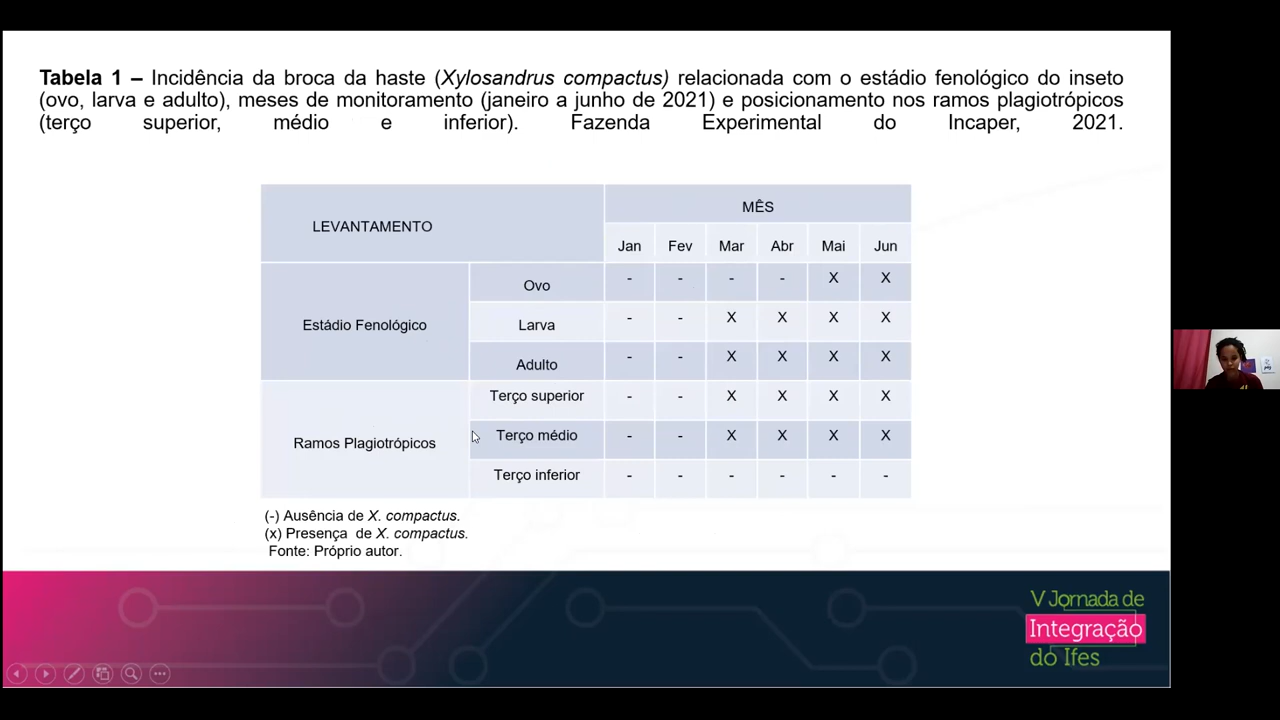 Tabela 1 – Incidência da broca da haste (Xylosandrus compactus) relacionada com o estádio fenológico do inseto
(ovo, larva e adulto), meses de monitoramento (janeiro a junho de 2021) e posicionamento nos ramos plagiotrópicos
(terço superior, médio e inferior). Fazenda Experimental do Incaper, 2021.
LEVANTAMENTO
MÊS
Jan Fev Mar Abr Mai Jun
Estádio Fenológico
Ovo - - - - X X
Larva - - X X X X
Adulto - - X X X X
Ramos Plagiotrópicos
Terço superior - - X X X X
Terço médio - - X X X X
Terço inferior - - - - - -
(-) Ausência de X. compactus.
(x) Presença de X. compactus.
Fonte: Próprio autor.
V Jornada de
Integração
do Ifes